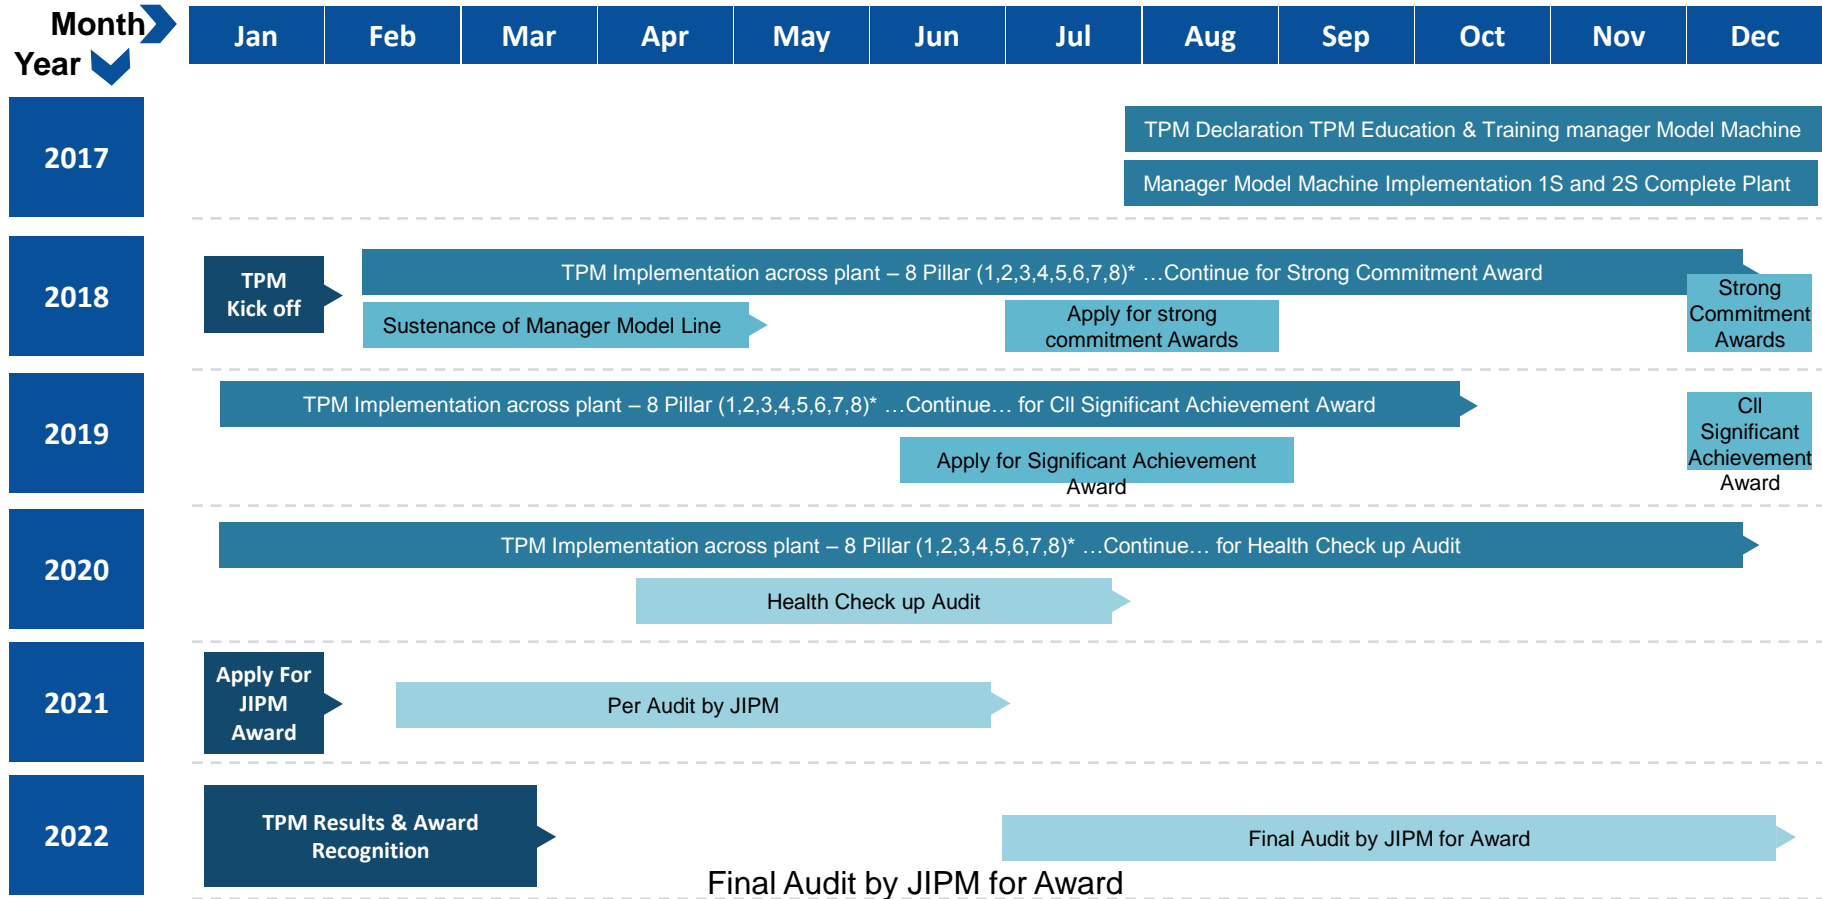 Month
Year
Jan Feb Mar Apr May Jun Jul Aug Sep Oct Nov Dec
2017
TPM Declaration TPM Education & Training manager Model Machine
Manager Model Machine Implementation 1S and 2S Complete Plant
2018
TPM
Kick off
TPM Implementation across plant – 8 Pillar (1,2,3,4,5,6,7,8)* …Continue for Strong Commitment Award
Sustenance of Manager Model Line
Apply for strong
commitment Awards
Strong
Commitment
Awards
2019
TPM Implementation across plant – 8 Pillar (1,2,3,4,5,6,7,8)* …Continue… for Cll Significant Achievement Award
Apply for Significant Achievement
Award
Cll
Significant
Achievement
Award
2020
TPM Implementation across plant – 8 Pillar (1,2,3,4,5,6,7,8)* …Continue… for Health Check up Audit
Health Check up Audit
2021
Apply For
JIPM
Award
Per Audit by JIPM
2022
TPM Results & Award
Recognition
Final Audit by JIPM for Award
Final Audit by JIPM for Award